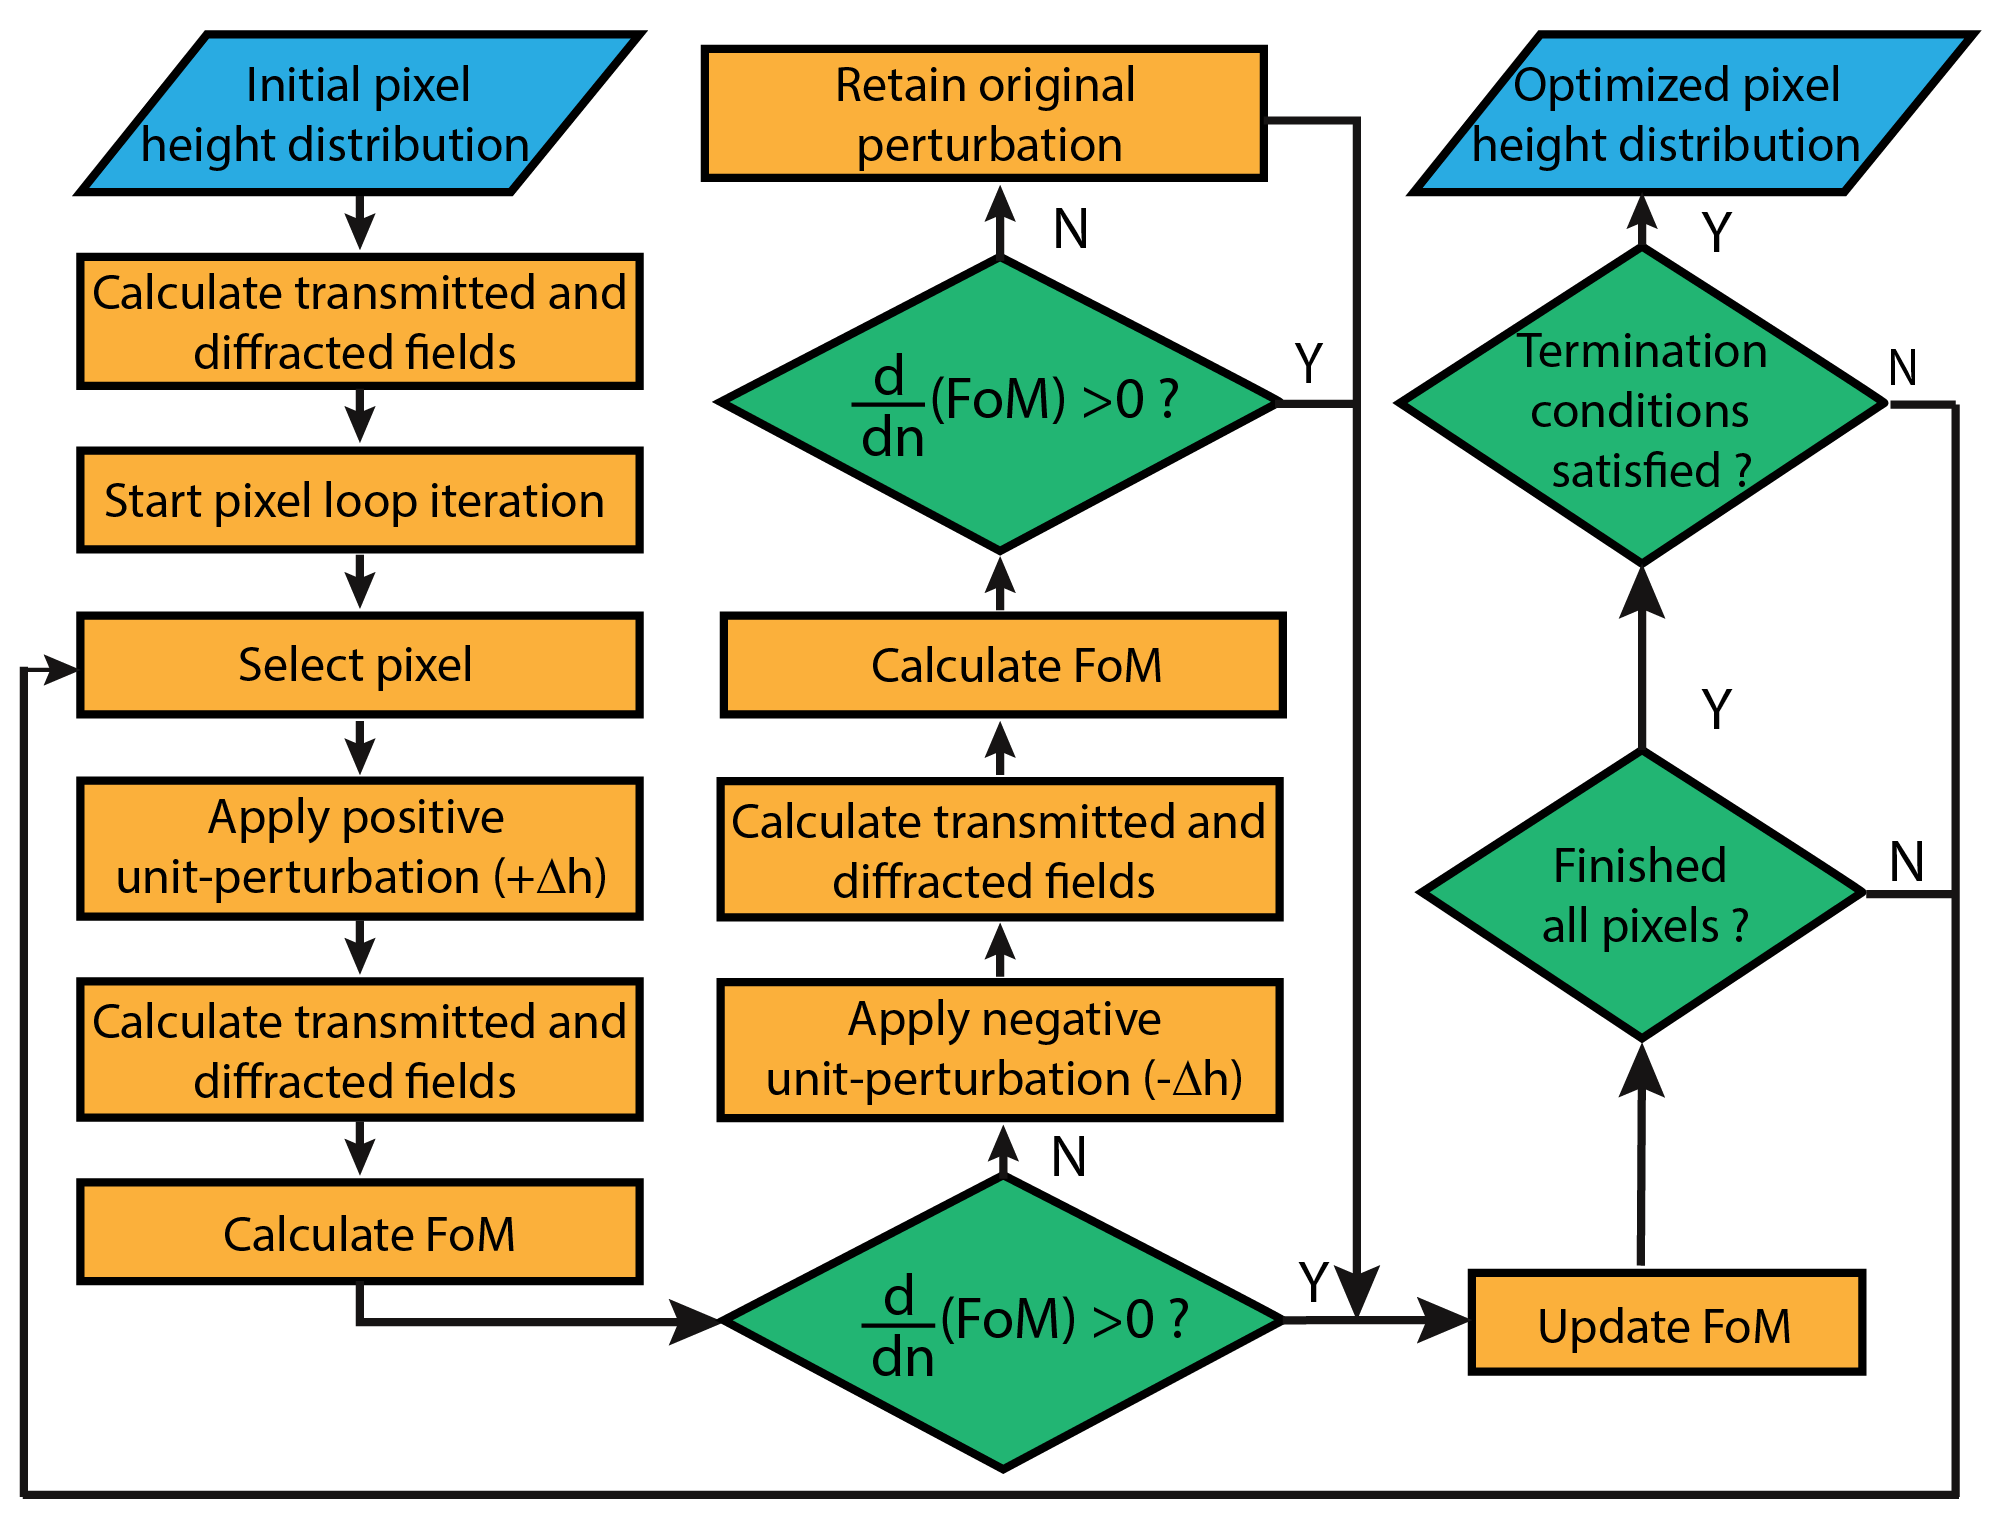 Initial pixel
height distribution
Calculate transmitted and
diffracted fields
Start pixel loop iteration
Select pixel
Apply positive
unit-perturbation (+Δh)
Calculate transmitted and
diffracted fields
Calculate FoM
d
dn
(FoM) >0 ?
Y
N
Apply negative
unit-perturbation (-Δh)
Calculate transmitted and
diffracted fields
Calculate FoM
d
dn
(FoM) >0 ?
Y
N
Retain original
perturbation
Update FoM
Finished
all pixels ?
N
Y
Termination
conditions
satisfied ?
N
Y
Optimized pixel
height distribution